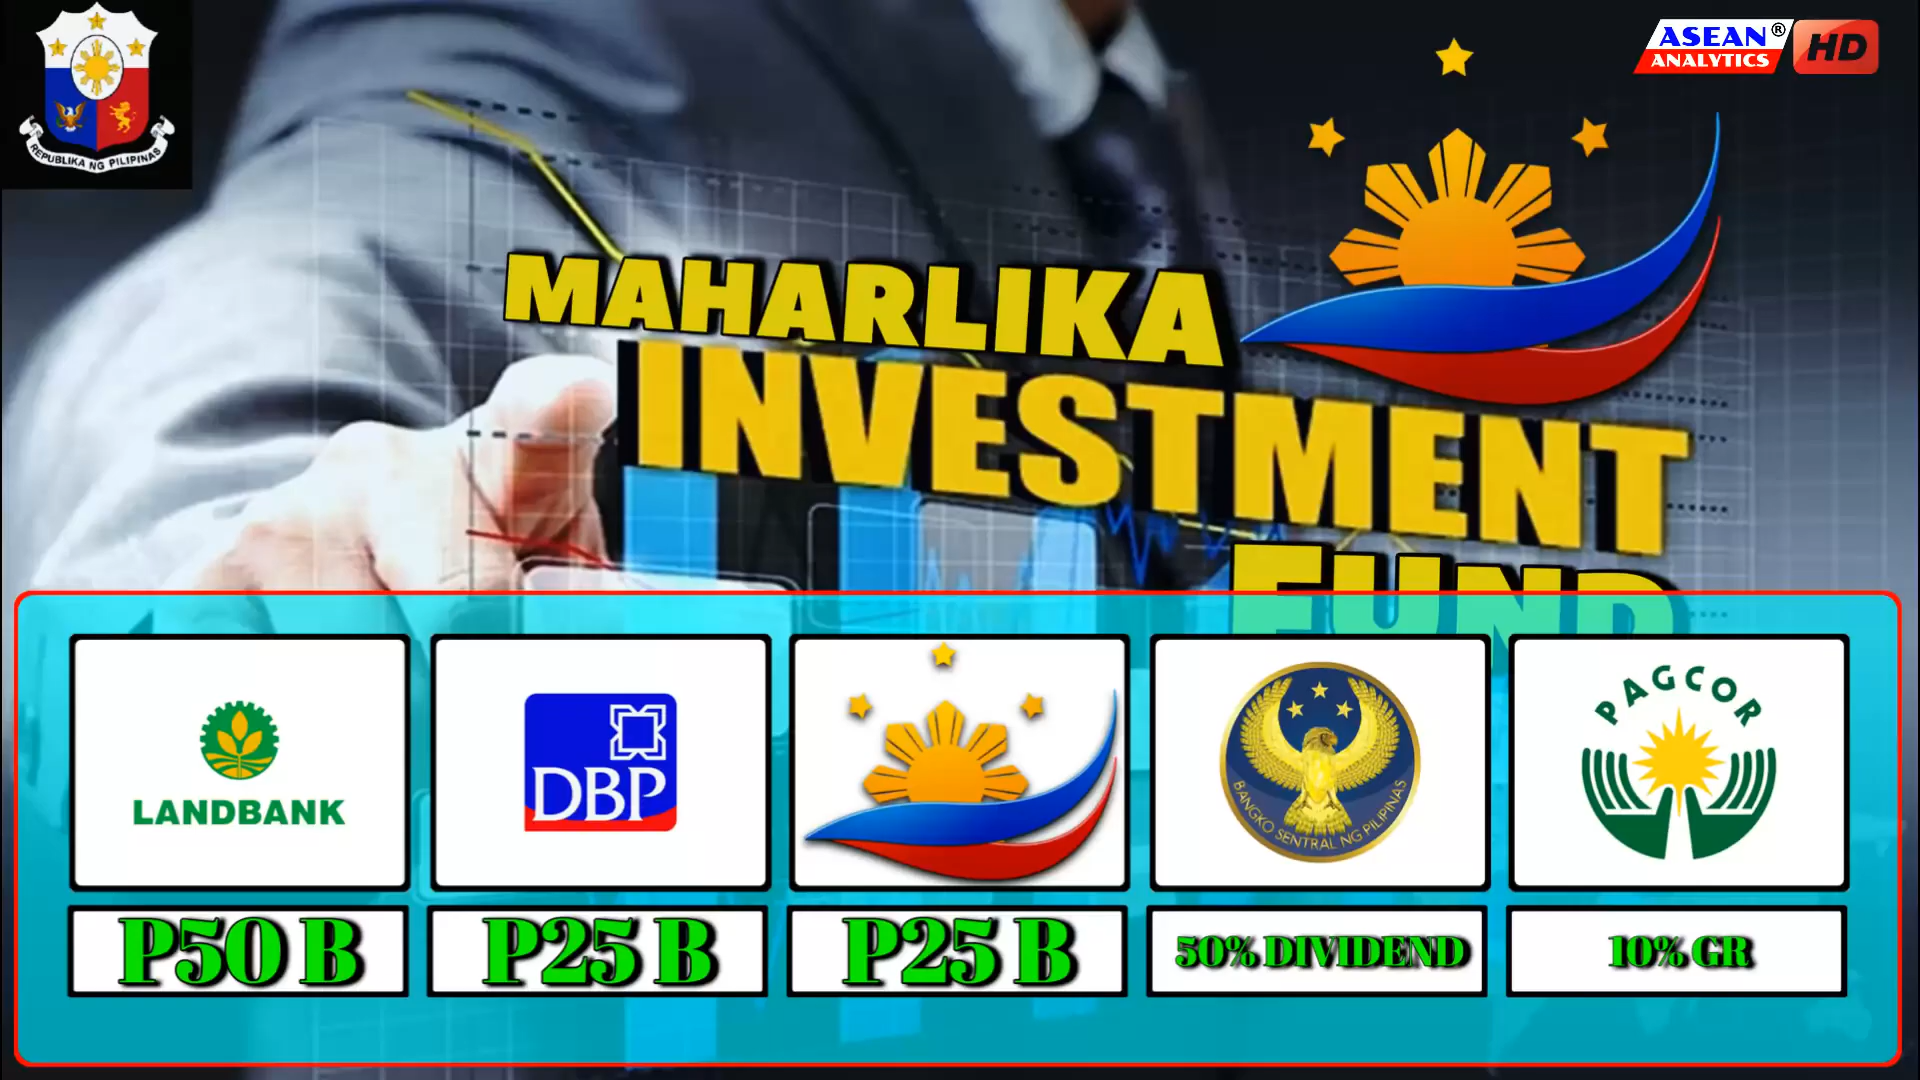 REPUBLIKA NG PILIPINAS
ASEAN®
ANALYTICS
HD
MAHARLIKA
INVESTMENT
FUND
LANDBANK
DBP
BANGKO SENTRAL NG PILIPINAS
PAGCOR
P50 B
P25 B
P25 B
50% DIVIDEND
10% GR